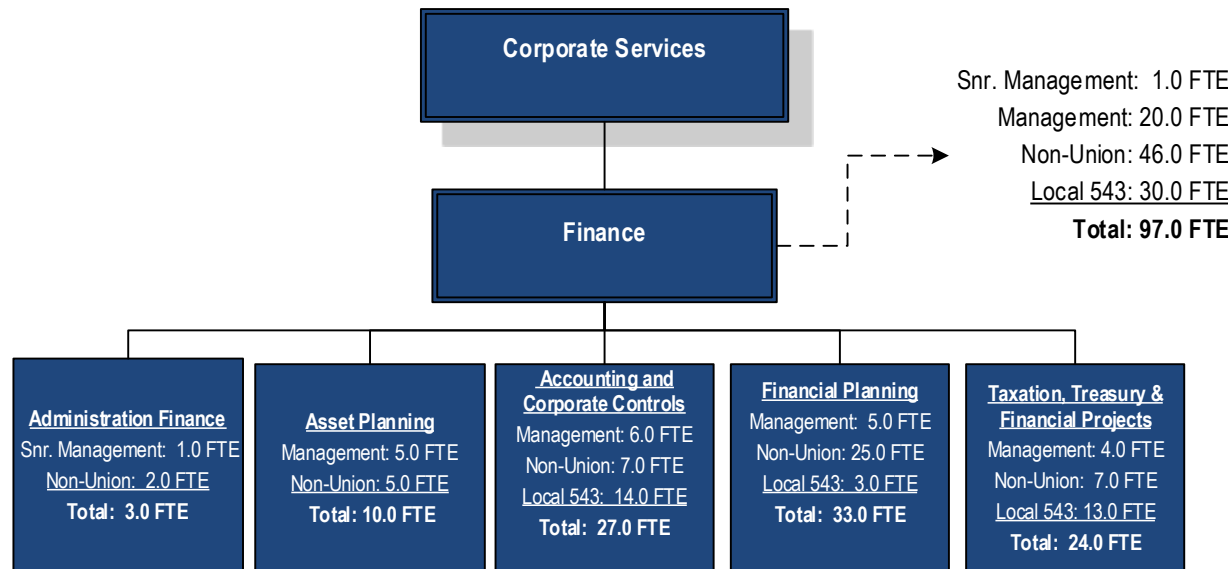 Corporate Services
Snr. Management: 1.0 FTE
Management: 20.0 FTE
Non-Union: 46.0 FTE
Local 543: 30.0 FTE
Total: 97.0 FTE
Finance
Administration Finance
Snr. Management: 1.0 FTE
Non-Union: 2.0 FTE
Total: 3.0 FTE
Asset Planning
Management: 5.0 FTE
Non-Union: 5.0 FTE
Total: 10.0 FTE
Accounting and
Corporate Controls
Management: 6.0 FTE
Non-Union: 7.0 FTE
Local 543: 14.0 FTE
Total: 27.0 FTE
Financial Planning
Management: 5.0 FTE
Non-Union: 25.0 FTE
Local 543: 3.0 FTE
Total: 33.0 FTE
Taxation, Treasury &
Financial Projects
Management: 4.0 FTE
Non-Union: 7.0 FTE
Local 543: 13.0 FTE
Total: 24.0 FTE